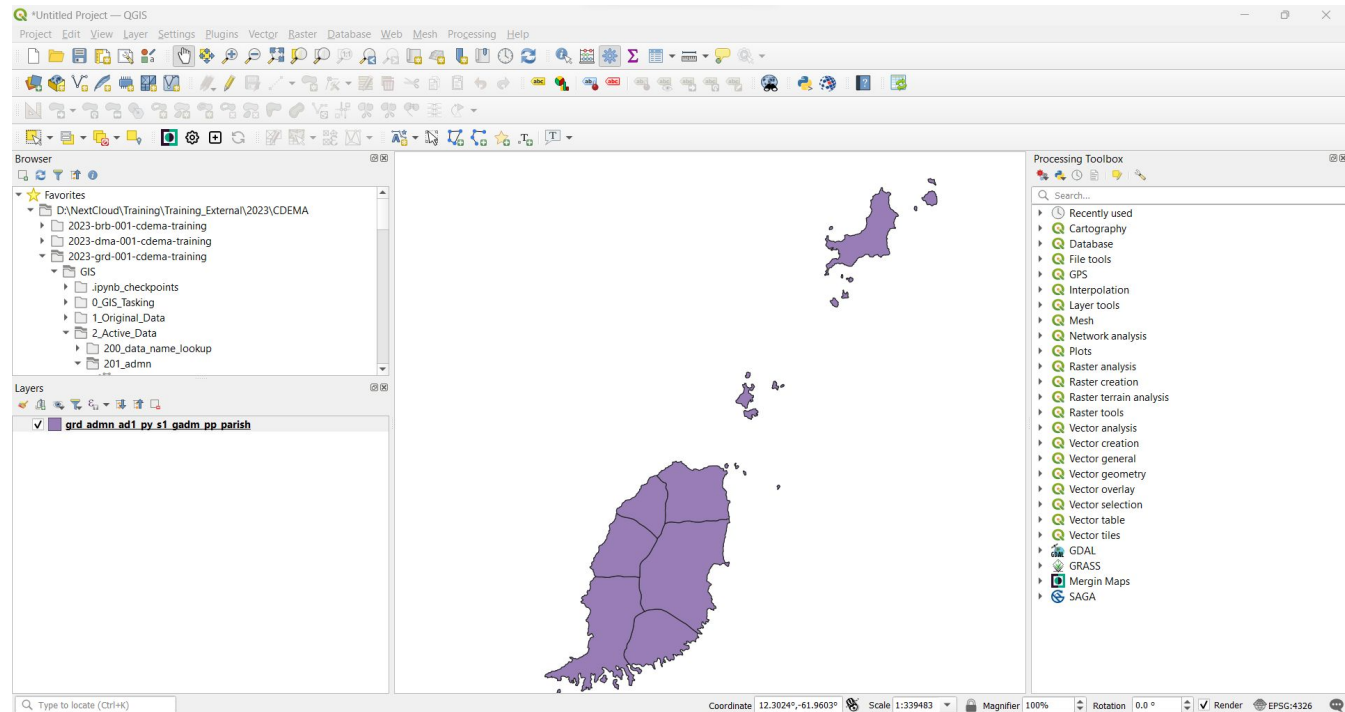 *Untitled Project — QGIS
Project Edit View Layer Settings Plugins Vector Raster Database Web Mesh Processing Help
Browser
Favorites
D:\NextCloud\Training\Training_External\2023\CDEMA
2023-brb-001-cdema-training
2023-dma-001-cdema-training
2023-grd-001-cdema-training
GIS
.ipynb_checkpoints
0_GIS_Tasking
1_Original_Data
2_Active_Data
200_data_name_lookup
201_admn
Layers
grd_admn_ad1_py_s1_gadm_pp_parish
Processing Toolbox
Search...
Recently used
Cartography
Database
File tools
GPS
Interpolation
Layer tools
Mesh
Network analysis
Plots
Raster analysis
Raster creation
Raster terrain analysis
Raster tools
Vector analysis
Vector creation
Vector general
Vector geometry
Vector overlay
Vector selection
Vector table
Vector tiles
GDAL
GRASS
Mergin Maps
SAGA
Type to locate (Ctrl+K)
Coordinate 12.3024°,-61.9603° Scale 1:339483 Magnifier 100% Rotation 0.0 ° Render EPSG:4326